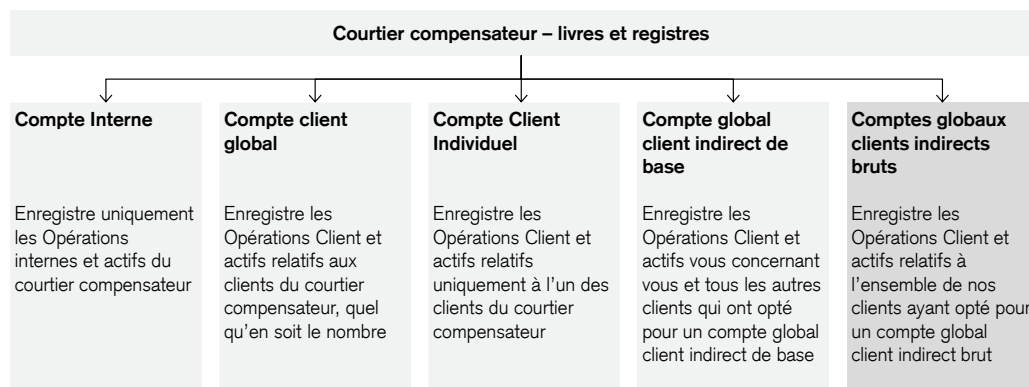 Courtier compensateur – livres et registres
Compte Interne
Enregistre uniquement
les Opérations
internes et actifs du
courtier compensateur
Compte client
global
Enregistre les
Opérations Client et
actifs relatifs aux
clients du courtier
compensateur, quel
qu'en soit le nombre
Compte Client
Individuel
Enregistre les
Opérations Client et
actifs relatifs
uniquement à l'un des
clients du courtier
compensateur
Compte global
client indirect de
base
Enregistre les
Opérations Client et
actifs vous concernant
vous et tous les autres
clients qui ont opté
pour un compte global
client indirect de base
Comptes globaux
clients indirects
bruts
Enregistre les
Opérations Client et
actifs relatifs à
l'ensemble de nos
clients ayant opté pour
un compte global
client indirect brut